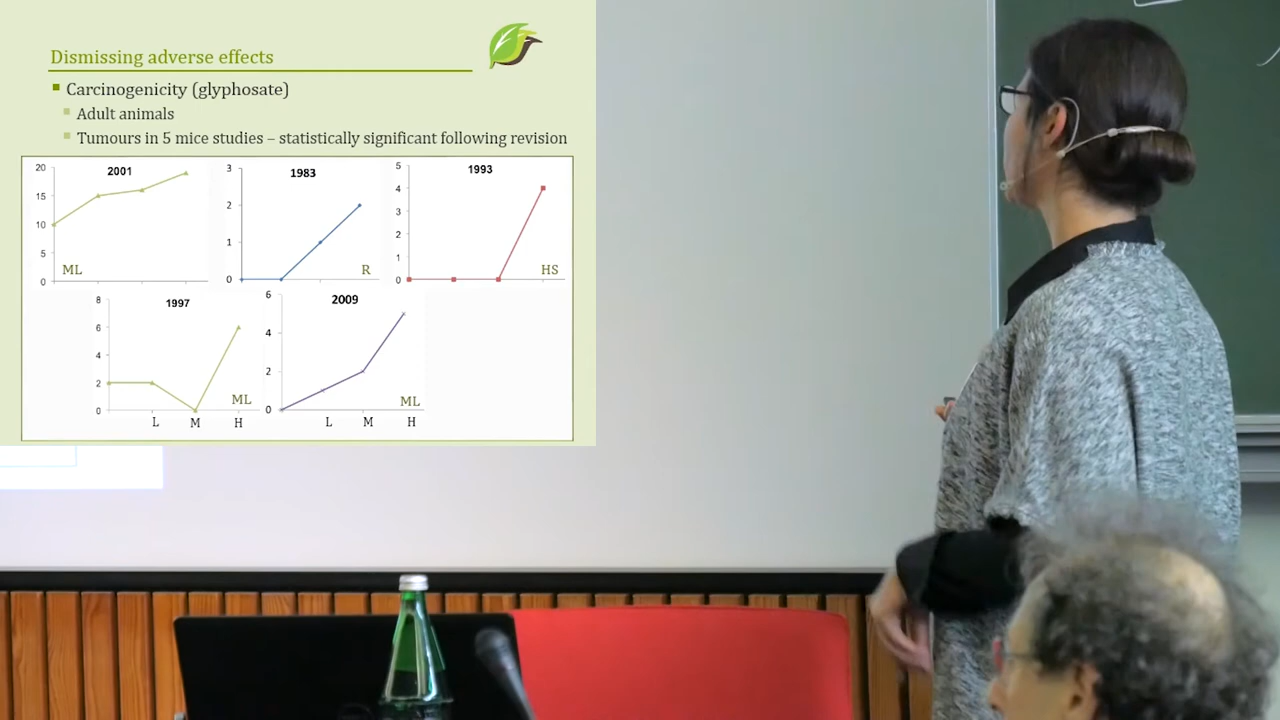 Dismissing adverse effects
Carcinogenicity (glyphosate)
Adult animals
Tumours in 5 mice studies – statistically significant following revision
2001
20
15
10
5
0
ML
1983
3
2
1
0
R
1993
5
4
3
2
1
0
HS
1997
8
6
4
2
0
ML
L M H
2009
6
4
2
0
ML
L M H